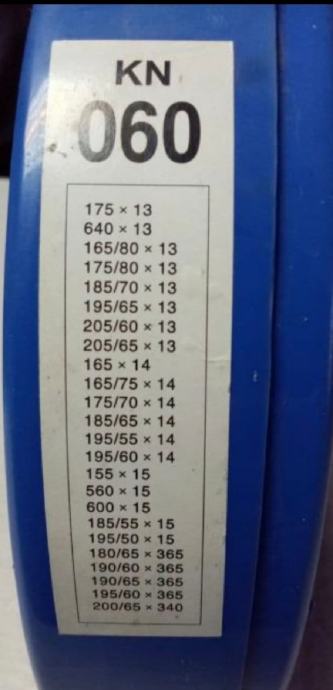 KN
060
175 × 13
640 × 13
165/80 × 13
175/80 × 13
185/70 × 13
195/65 × 13
205/60 × 13
205/65 × 13
165 × 14
165/75 × 14
175/70 × 14
185/65 × 14
195/55 × 14
195/60 × 14
155 × 15
560 × 15
600 × 15
185/55 × 15
195/50 × 15
180/65 × 365
190/60 × 365
190/65 × 365
195/60 × 365
200/65 × 340